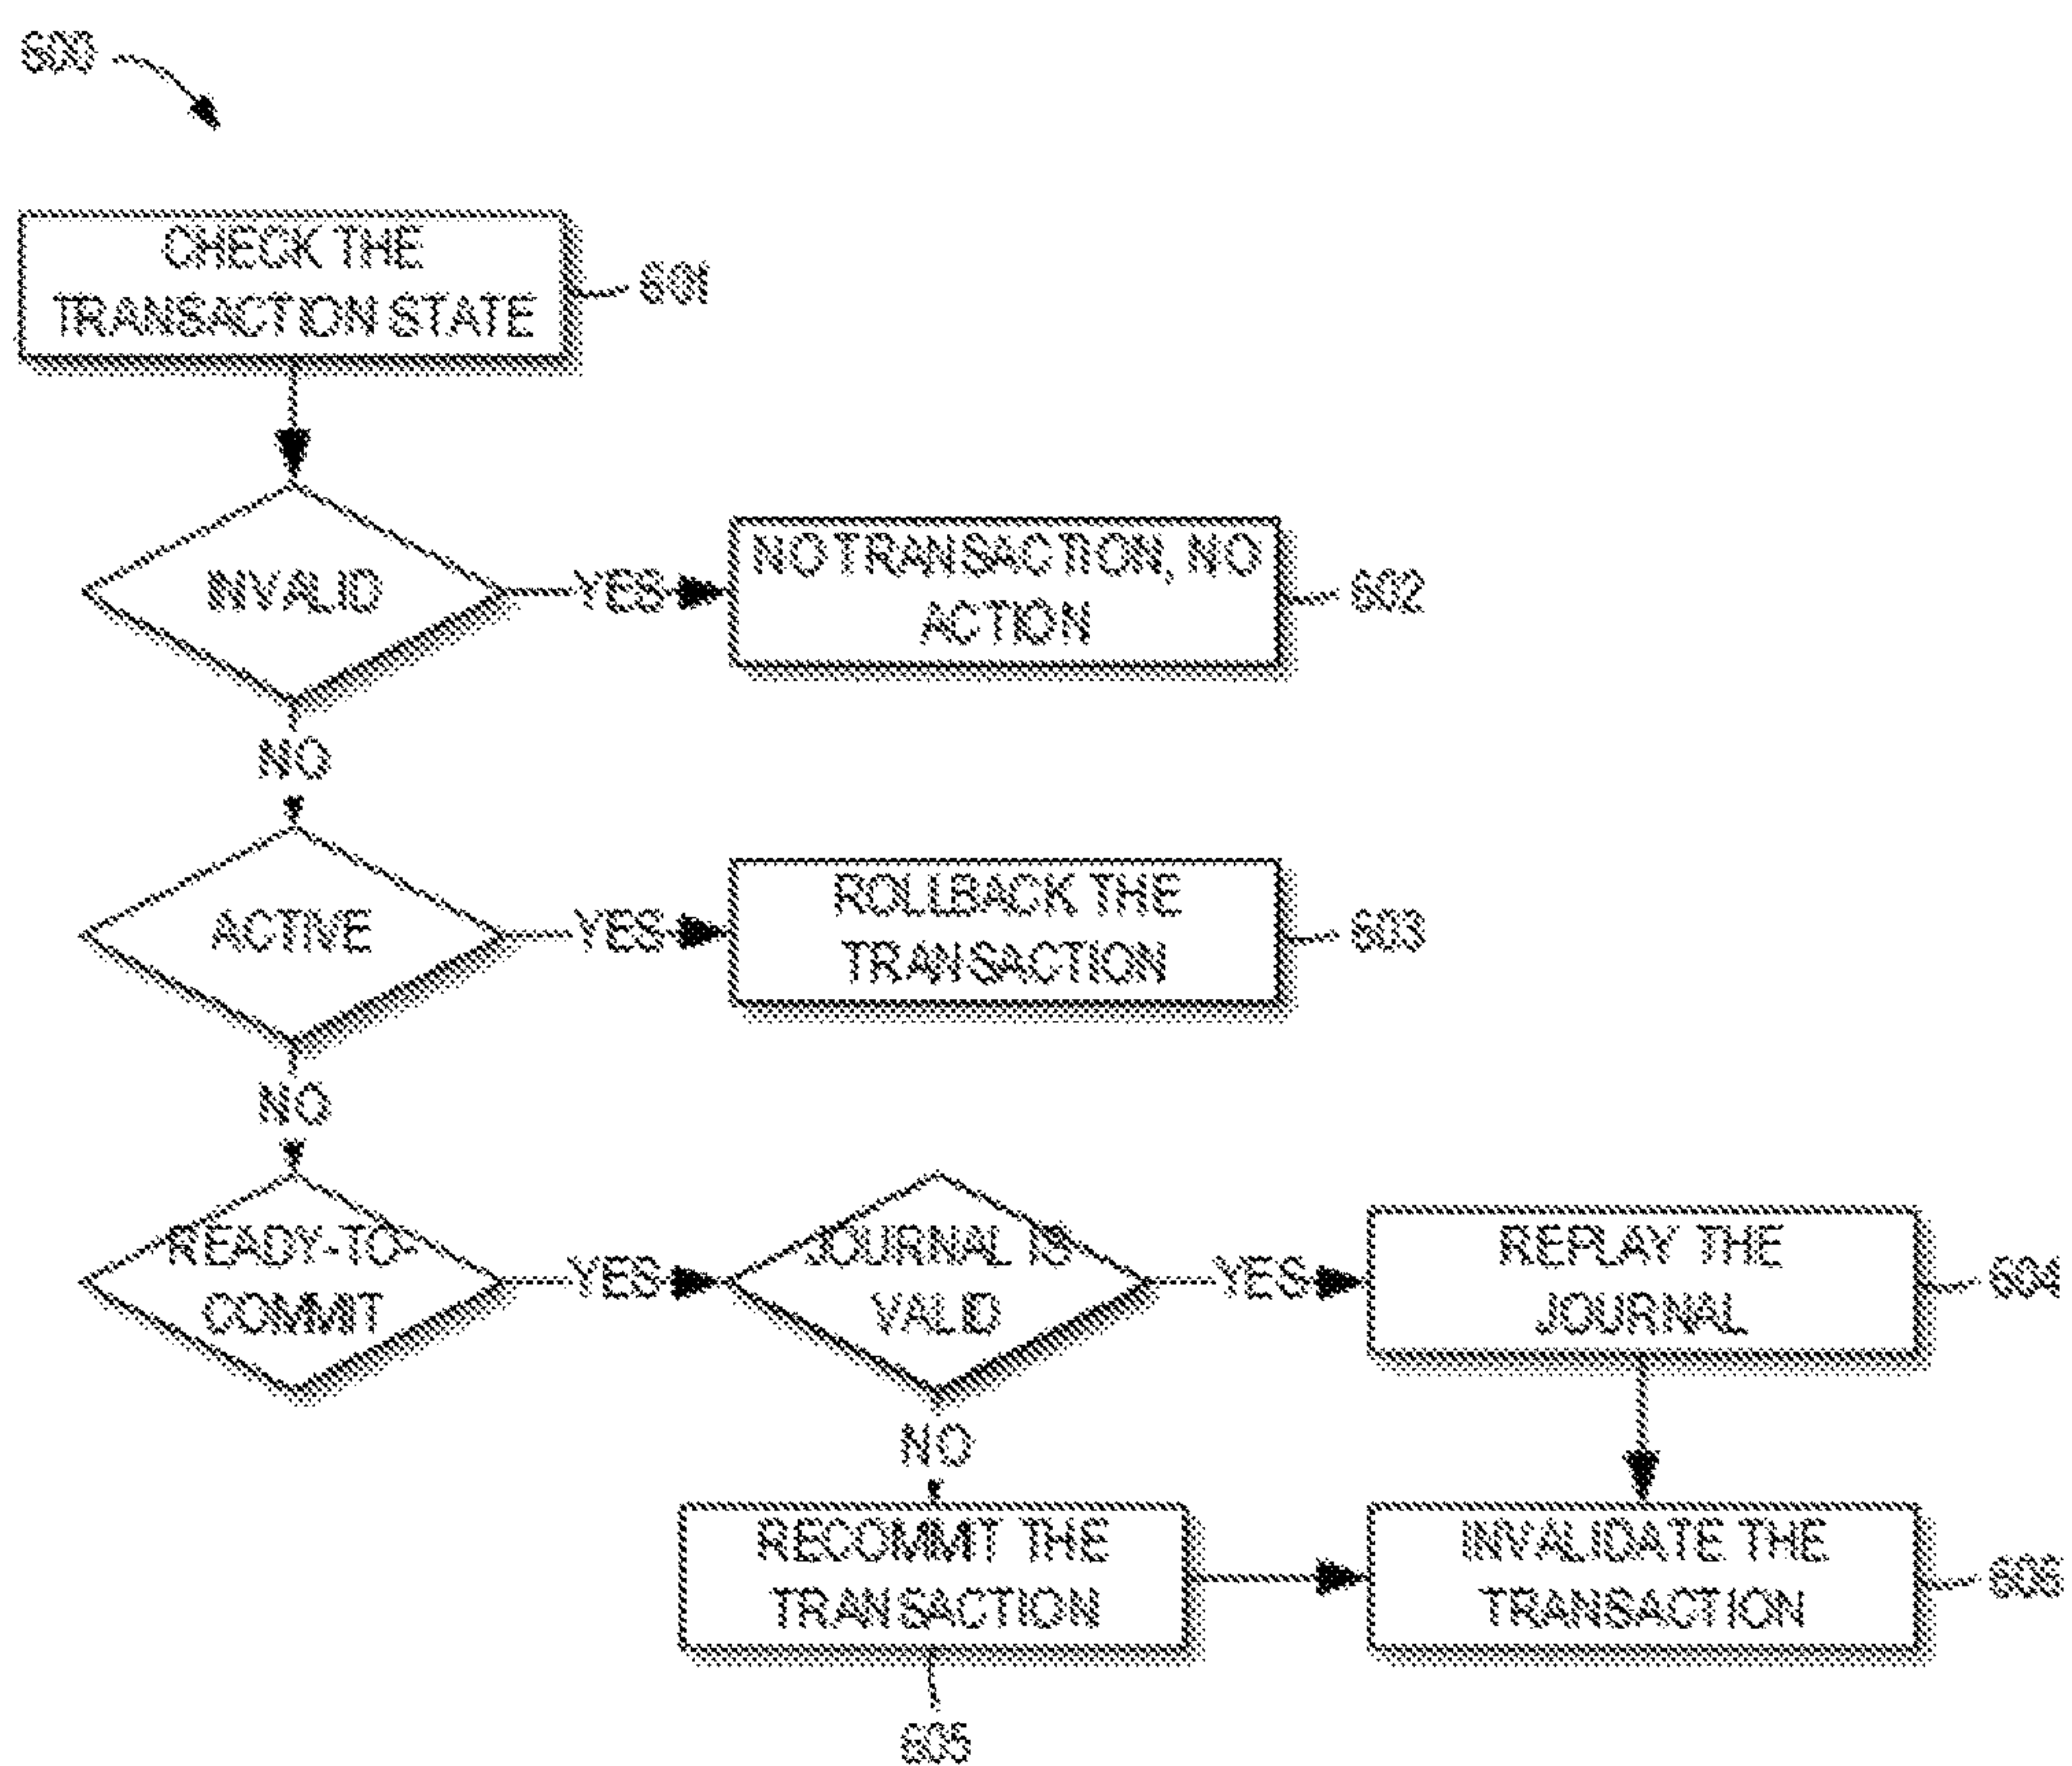 600
CHECK THE
TRANSACTION STATE
601
INVALID
YES
NO TRANSACTION, NO
ACTION
602
NO
ACTIVE
YES
ROLLBACK THE
TRANSACTION
603
NO
READY-TO-
COMMIT
YES
JOURNAL IS
VALID
YES
REPLAY THE
JOURNAL
604
NO
RECOMMIT THE
TRANSACTION
605
INVALIDATE THE
TRANSACTION
606